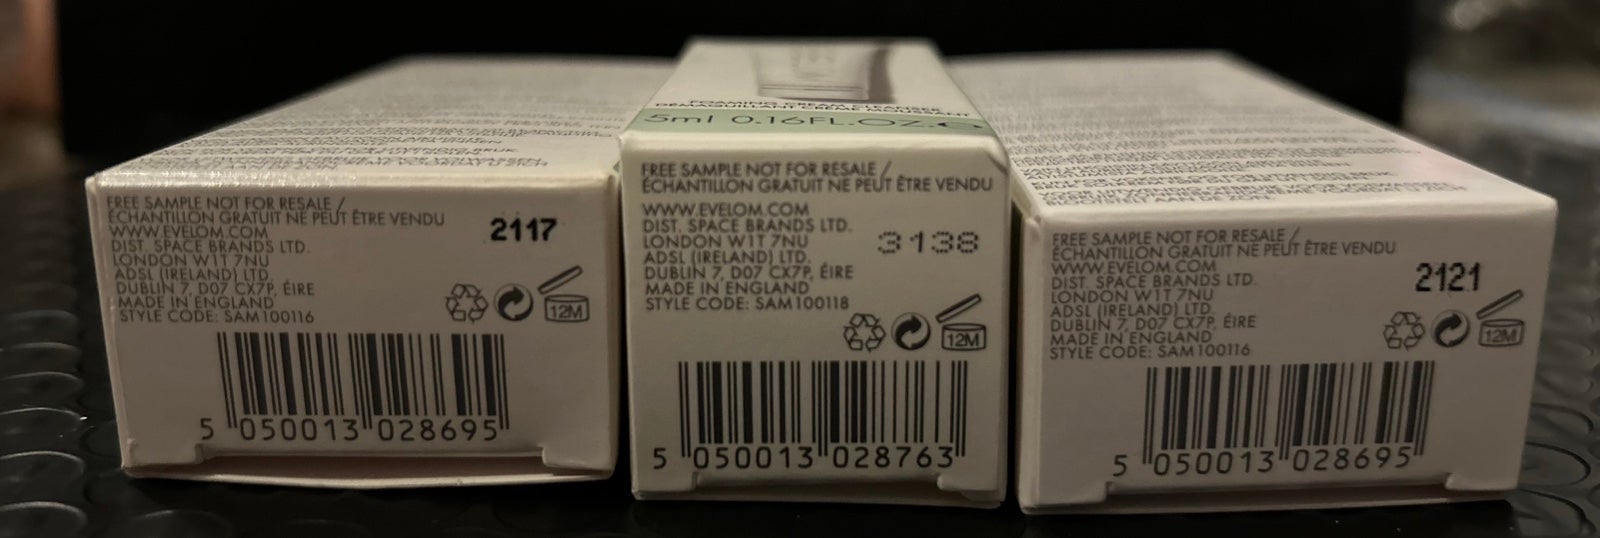 FREE SAMPLE NOT FOR RESALE /
ÉCHANTILLON GRATUIT NE PEUT ÊTRE VENDU
WWW.EVELOM.COM
DIST. SPACE BRANDS LTD.
LONDON W1T 7NU
ADSL (IRELAND) LTD.
DUBLIN 7, D07 CX7P, ÉIRE
MADE IN ENGLAND
STYLE CODE: SAM100116
2117
12M
5 050013 028695
FOAMING CREAM CLEANSER
DÉMAQUILLANT CRÈME MOUSSANT
5ml 0.16FL.OZ.℮
FREE SAMPLE NOT FOR RESALE /
ÉCHANTILLON GRATUIT NE PEUT ÊTRE VENDU
WWW.EVELOM.COM
DIST. SPACE BRANDS LTD.
LONDON W1T 7NU
ADSL (IRELAND) LTD.
DUBLIN 7, D07 CX7P, ÉIRE
MADE IN ENGLAND
STYLE CODE: SAM100118
3138
12M
5 050013 028763
FREE SAMPLE NOT FOR RESALE /
ÉCHANTILLON GRATUIT NE PEUT ÊTRE VENDU
WWW.EVELOM.COM
DIST. SPACE BRANDS LTD.
LONDON W1T 7NU
ADSL (IRELAND) LTD.
DUBLIN 7, D07 CX7P, ÉIRE
MADE IN ENGLAND
STYLE CODE: SAM100116
2121
12M
5 050013 028695